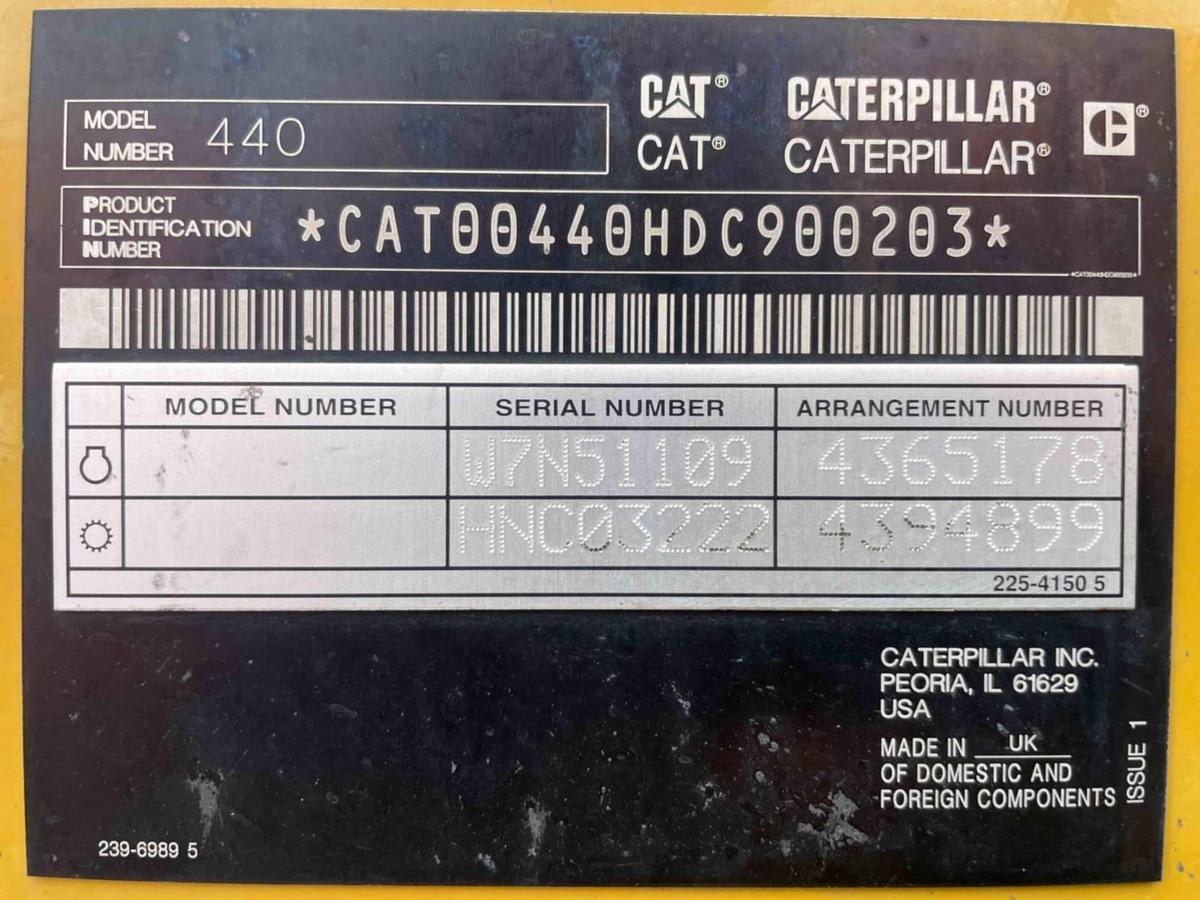 MODEL NUMBER 440
CAT® CATERPILLAR® ®
CAT® CATERPILLAR®
PRODUCT IDENTIFICATION NUMBER *CAT00440HDC900203*
*CAT00440HDC900203*
MODEL NUMBER SERIAL NUMBER ARRANGEMENT NUMBER
W7N51109 4365178
HNC03222 4394899
225-4150 5
CATERPILLAR INC.
PEORIA, IL 61629
USA
MADE IN UK
OF DOMESTIC AND
FOREIGN COMPONENTS
ISSUE 1
239-6989 5